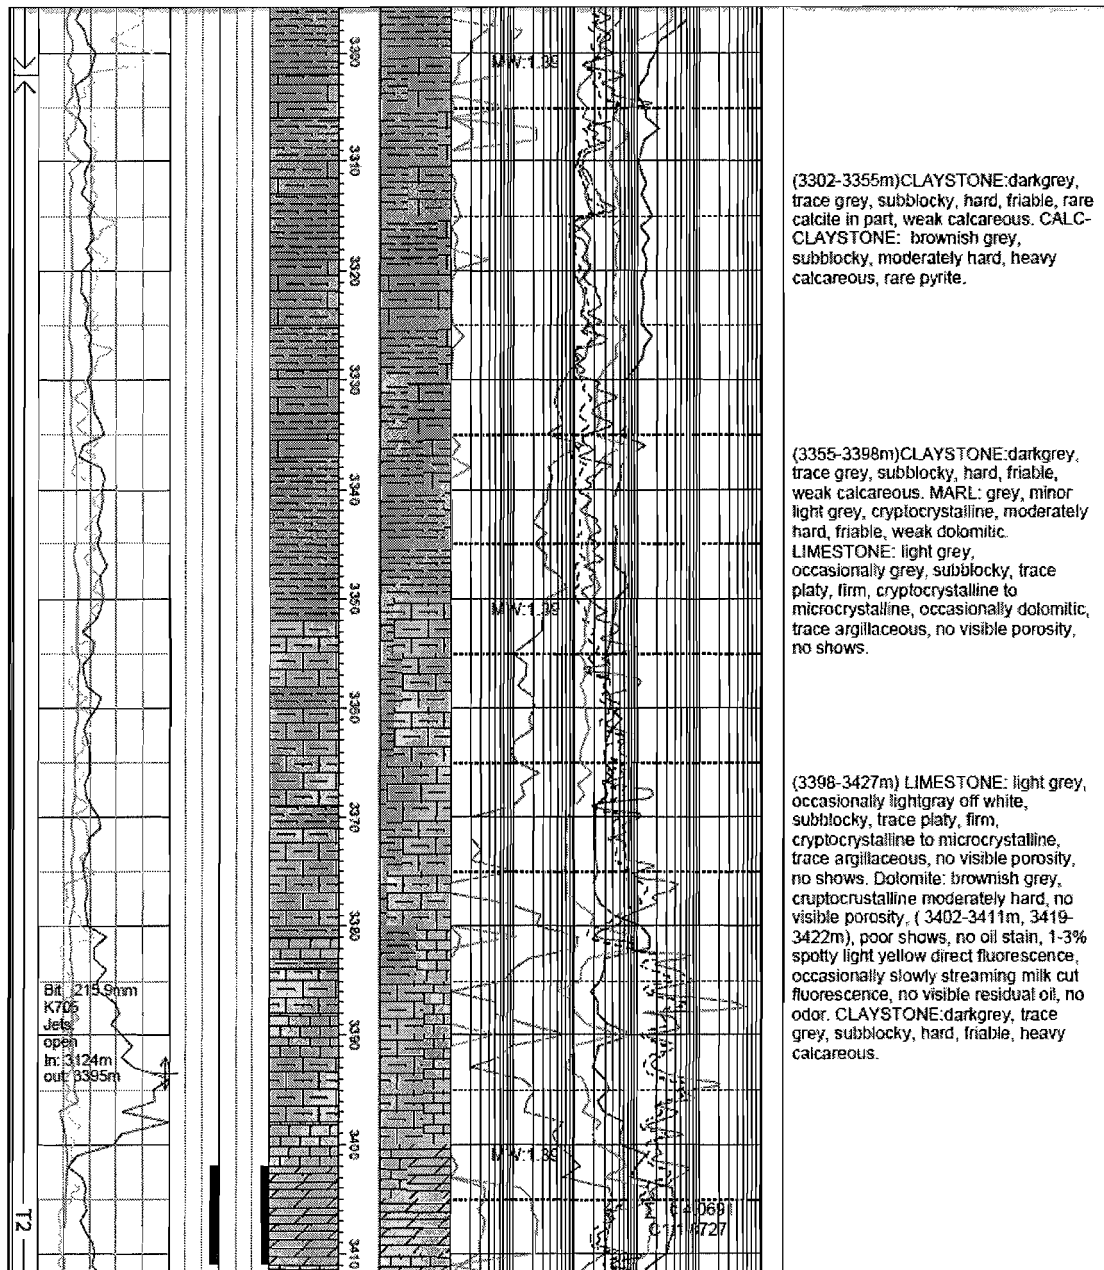 3300
MW:1.39
3310
(3302-3355m)CLAYSTONE:darkgrey,
trace grey, subblocky, hard, friable, rare
calcite in part, weak calcareous. CALC-
CLAYSTONE: brownish grey,
subblocky, moderately hard, heavy
calcareous, rare pyrite.
3320
3330
3340
(3355-3398m)CLAYSTONE:darkgrey,
trace grey, subblocky, hard, friable,
weak calcareous. MARL: grey, minor
light grey, cryptocrystalline, moderately
hard, friable, weak dolomitic.
LIMESTONE: light grey,
occasionally grey, subblocky, trace
platy, firm, cryptocrystalline to
microcrystalline, occasionally dolomitic,
trace argillaceous, no visible porosity,
no shows.
3350
MW:1.39
3360
3370
(3398-3427m) LIMESTONE: light grey,
occasionally lightgray off white,
subblocky, trace platy, firm,
cryptocrystalline to microcrystalline,
trace argillaceous, no visible porosity,
no shows. Dolomite: brownish grey,
cruptocrustalline moderately hard, no
visible porosity, ( 3402-3411m, 3419-
3422m), poor shows, no oil stain, 1-3%
spotty light yellow direct fluorescence,
occasionally slowly streaming milk cut
fluorescence, no visible residual oil, no
odor. CLAYSTONE:darkgrey, trace
grey, subblocky, hard, friable, heavy
calcareous.
3380
Bit: 215.9mm
K705
Jets
open
In: 3124m
out: 3395m
3390
3400
MW:1.39
T2
3410